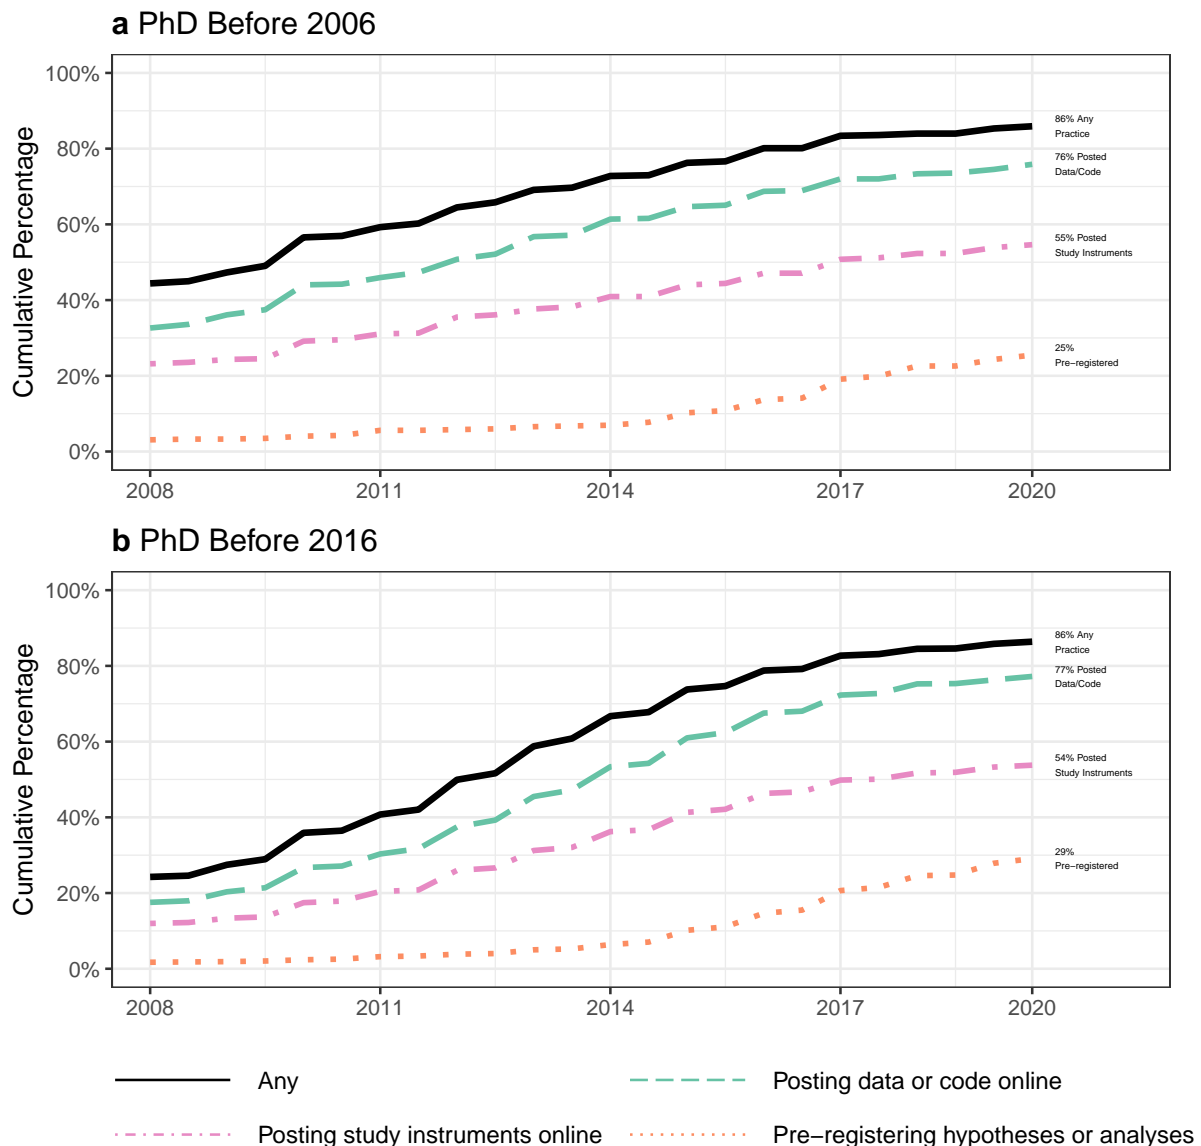 a PhD Before 2006
100%
80%
60%
40%
20%
0%
Cumulative Percentage
86% Any
Practice
76% Posted
Data/Code
55% Posted
Study Instruments
25%
Pre−registered
2008
2011
2014
2017
2020
b PhD Before 2016
100%
80%
60%
40%
20%
0%
Cumulative Percentage
86% Any
Practice
77% Posted
Data/Code
54% Posted
Study Instruments
29%
Pre−registered
2008
2011
2014
2017
2020
Any
Posting data or code online
Posting study instruments online
Pre−registering hypotheses or analyses